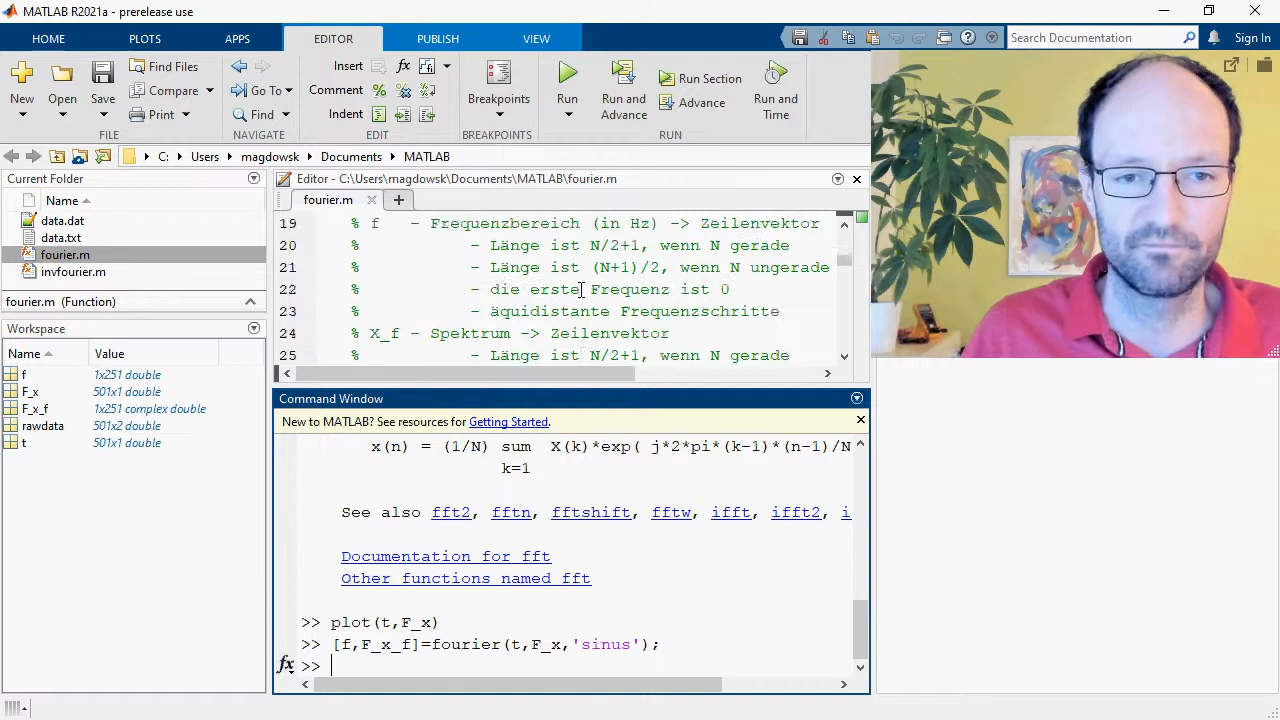 MATLAB R2021a - prerelease use
HOME
PLOTS
APPS
EDITOR
PUBLISH
VIEW
Search Documentation
Sign In
New
Open
Save
Find Files
Compare
Print
FILE
Go To
Find
NAVIGATE
Insert
Comment
Indent
EDIT
Breakpoints
BREAKPOINTS
Run
Run and
Advance
Run Section
Advance
Run and
Time
RUN
C:
Users
magdowsk
Documents
MATLAB
Current Folder
Name
data.dat
data.txt
fourier.m
invfourier.m
fourier.m (Function)
Workspace
Name
Value
f 1x251 double
F_x 501x1 double
F_x_f 1x251 complex double
rawdata 501x2 double
t 501x1 double
Editor - C:\Users\magdowsk\Documents\MATLAB\fourier.m
fourier.m
19 % f - Frequenzbereich (in Hz) -> Zeilenvektor
20 % - Länge ist N/2+1, wenn N gerade
21 % - Länge ist (N+1)/2, wenn N ungerade
22 % - die erste Frequenz ist 0
23 % - äquidistante Frequenzschritte
24 % X_f - Spektrum -> Zeilenvektor
25 % - Länge ist N/2+1, wenn N gerade
Command Window
New to MATLAB? See resources for Getting Started.
x(n) = (1/N) sum X(k)*exp( j*2*pi*(k-1)*(n-1)/N
k=1
See also fft2, fftn, fftshift, fftw, ifft, ifft2, i
Documentation for fft
Other functions named fft
>> plot(t,F_x)
>> [f,F_x_f]=fourier(t,F_x,'sinus');
fx >>